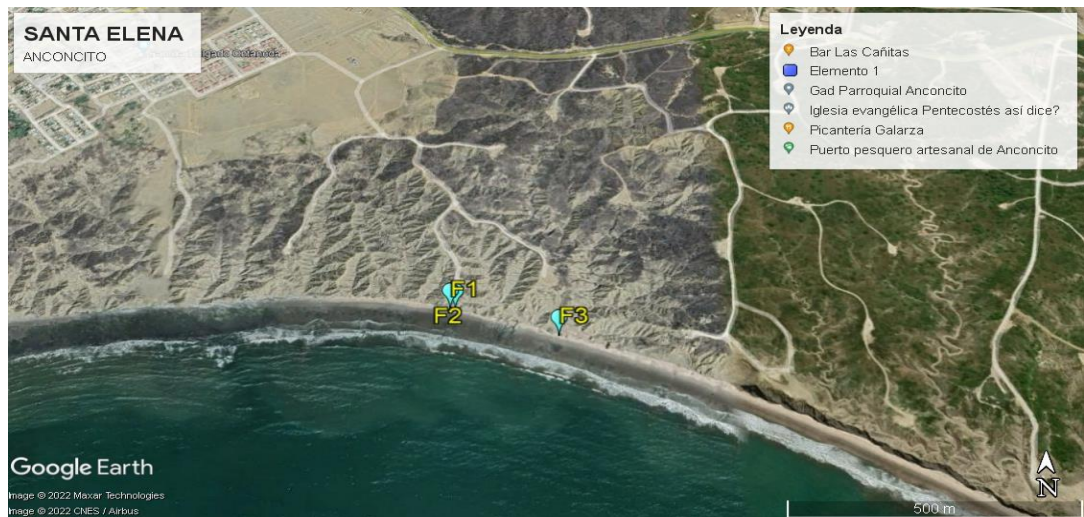 SANTA ELENA
ANCONCITO
Leyenda
Bar Las Cañitas
Elemento 1
Gad Parroquial Anconcito
Iglesia evangélica Pentecostés así dice?
Picantería Galarza
Puerto pesquero artesanal de Anconcito
F1
F2
F3
Google Earth
Image © 2022 Maxar Technologies
Image © 2022 CNES / Airbus
N
500 m